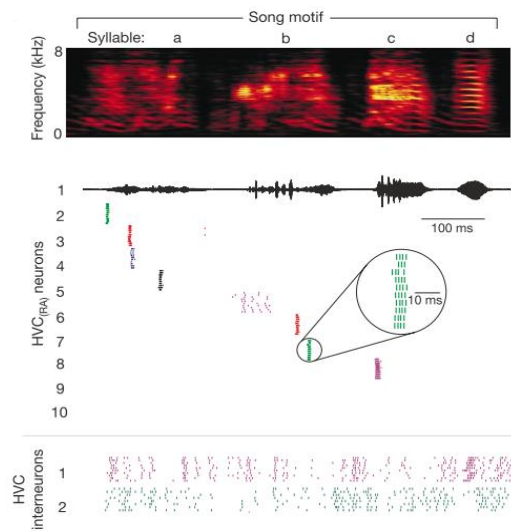 Song motif
Syllable: a b c d
Frequency (kHz)
8
0
HVC(RA) neurons
1
2
3
4
5
6
7
8
9
10
100 ms
10 ms
HVC
interneurons
1
2